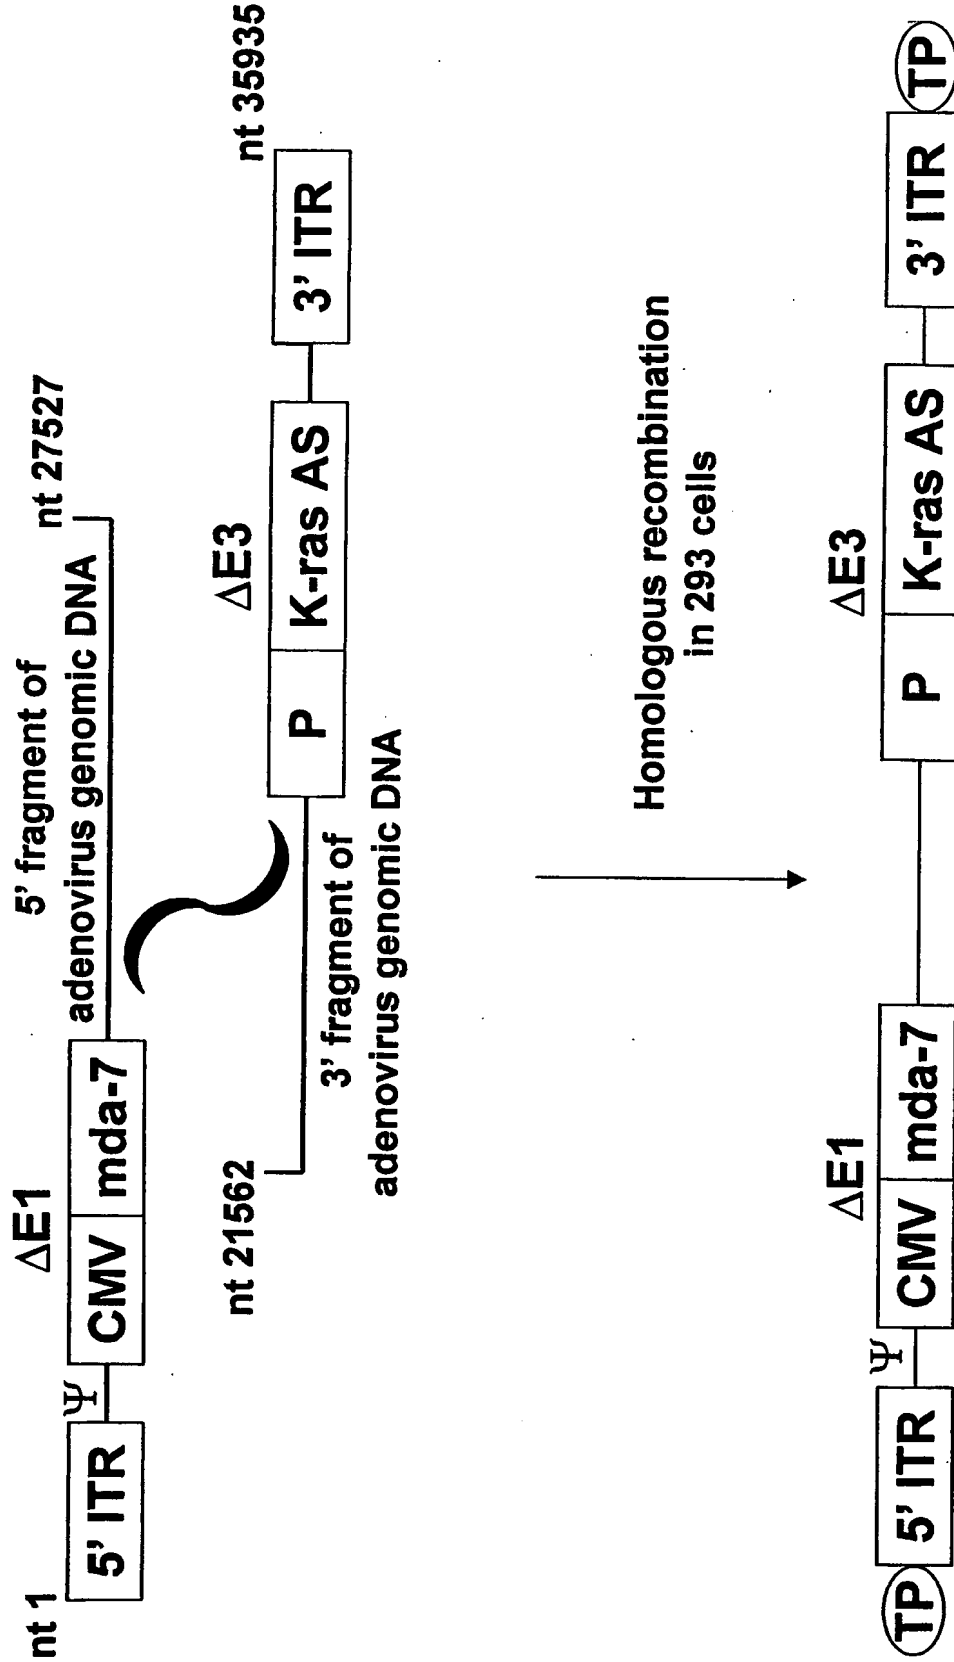 5' fragment of
adenovirus genomic DNA
nt 1
ΔE1
nt 27527
5' ITR
Ψ
CMV
mda-7
nt 21562
ΔE3
nt 35935
P
K-ras AS
3' ITR
3' fragment of
adenovirus genomic DNA
Homologous recombination
in 293 cells
ΔE1
ΔE3
TP
5' ITR
Ψ
CMV
mda-7
P
K-ras AS
3' ITR
TP